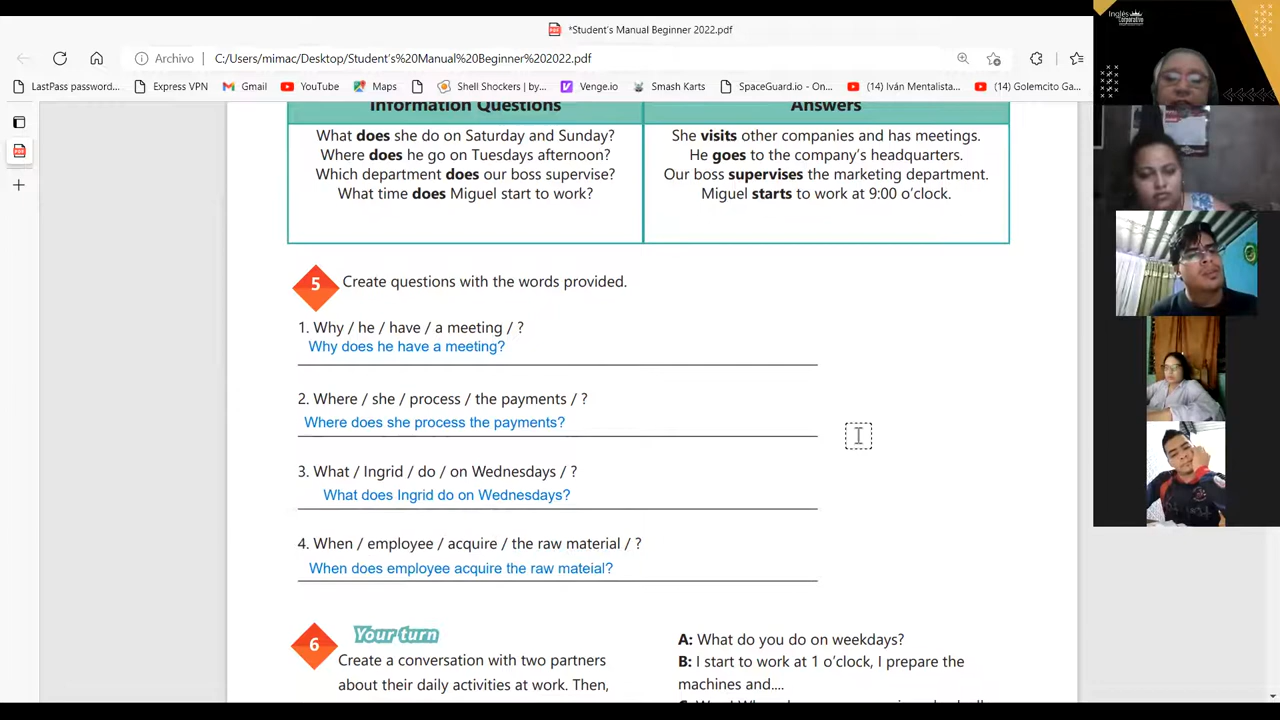 *Student's Manual Beginner 2022.pdf
Archivo
C:/Users/mimac/Desktop/Student's%20Manual%20Beginner%202022.pdf
LastPass password...
Express VPN
Gmail
YouTube
Maps
Shell Shockers | by...
Venge.io
Smash Karts
SpaceGuard.io - On...
(14) Iván Mentalista...
(14) Golemcito Ga...
Inglés
Corporativo
Information Questions
Answers
What does she do on Saturday and Sunday?
She visits other companies and has meetings.
Where does he go on Tuesdays afternoon?
He goes to the company's headquarters.
Which department does our boss supervise?
Our boss supervises the marketing department.
What time does Miguel start to work?
Miguel starts to work at 9:00 o'clock.
5 Create questions with the words provided.
1. Why / he / have / a meeting / ?
Why does he have a meeting?
2. Where / she / process / the payments / ?
Where does she process the payments?
3. What / Ingrid / do / on Wednesdays / ?
What does Ingrid do on Wednesdays?
4. When / employee / acquire / the raw material / ?
When does employee acquire the raw mateial?
6 Your turn
Create a conversation with two partners
about their daily activities at work. Then,
A: What do you do on weekdays?
B: I start to work at 1 o'clock, I prepare the
machines and....